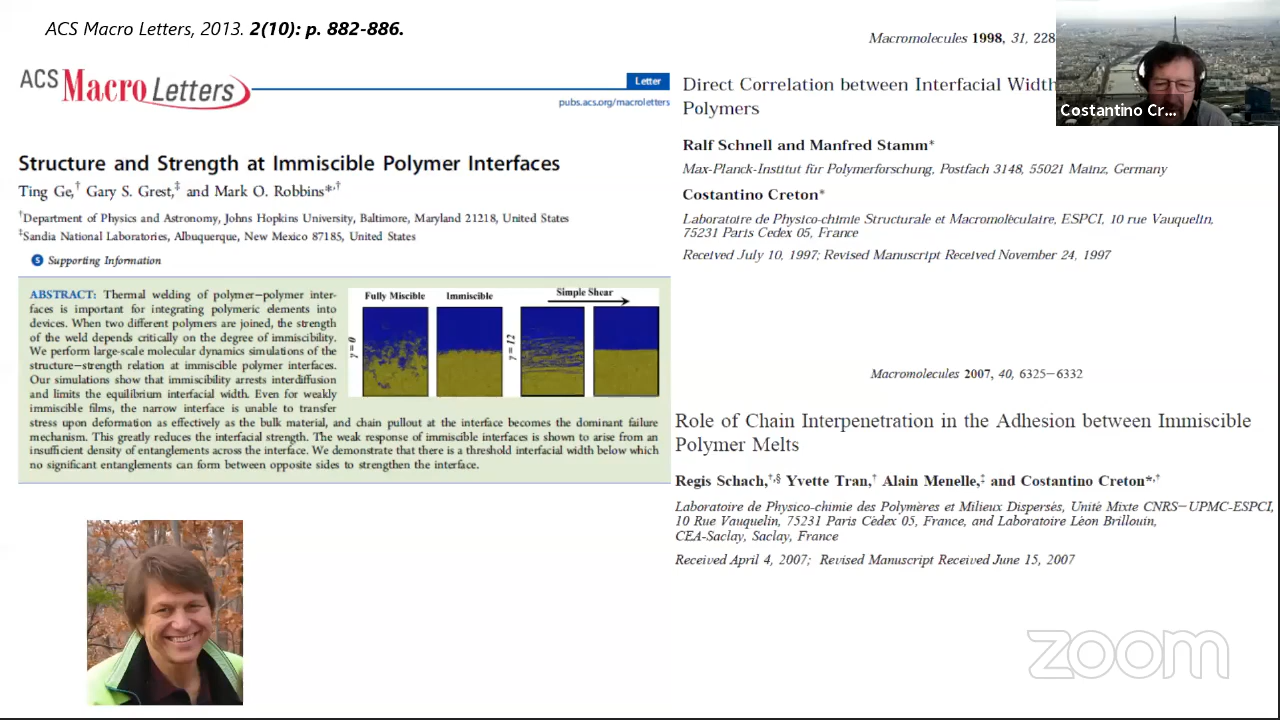 ACS Macro Letters, 2013. 2(10): p. 882-886.
ACS Macro Letters
Letter
pubs.acs.org/macroletters
Structure and Strength at Immiscible Polymer Interfaces
Ting Ge,† Gary S. Grest,‡ and Mark O. Robbins*,†
†Department of Physics and Astronomy, Johns Hopkins University, Baltimore, Maryland 21218, United States
‡Sandia National Laboratories, Albuquerque, New Mexico 87185, United States
S Supporting Information
ABSTRACT: Thermal welding of polymer−polymer inter-
faces is important for integrating polymeric elements into
devices. When two different polymers are joined, the strength
of the weld depends critically on the degree of immiscibility.
We perform large-scale molecular dynamics simulations of the
structure−strength relation at immiscible polymer interfaces.
Our simulations show that immiscibility arrests interdiffusion
and limits the equilibrium interfacial width. Even for weakly
immiscible films, the narrow interface is unable to transfer
stress upon deformation as effectively as the bulk material, and chain pullout at the interface becomes the dominant failure
mechanism. This greatly reduces the interfacial strength. The weak response of immiscible interfaces is shown to arise from an
insufficient density of entanglements across the interface. We demonstrate that there is a threshold interfacial width below which
no significant entanglements can form between opposite sides to strengthen the interface.
Fully Miscible
Immiscible
Simple Shear
γ = 0
γ = 12
Macromolecules 1998, 31, 228
Direct Correlation between Interfacial Width
Polymers
Ralf Schnell and Manfred Stamm*
Max-Planck-Institut für Polymerforschung, Postfach 3148, 55021 Mainz, Germany
Costantino Creton*
Laboratoire de Physico-chimie Structurale et Macromoléculaire, ESPCI, 10 rue Vauquelin,
75231 Paris Cedex 05, France
Received July 10, 1997; Revised Manuscript Received November 24, 1997
Macromolecules 2007, 40, 6325−6332
Role of Chain Interpenetration in the Adhesion between Immiscible
Polymer Melts
Regis Schach,†,§ Yvette Tran,† Alain Menelle,‡ and Costantino Creton*,†
Laboratoire de Physico-chimie des Polymères et Milieux Dispersés, Unité Mixte CNRS−UPMC-ESPCI,
10 Rue Vauquelin, 75231 Paris Cédex 05, France, and Laboratoire Léon Brillouin,
CEA-Saclay, Saclay, France
Received April 4, 2007; Revised Manuscript Received June 15, 2007
Costantino Cr...
zoom